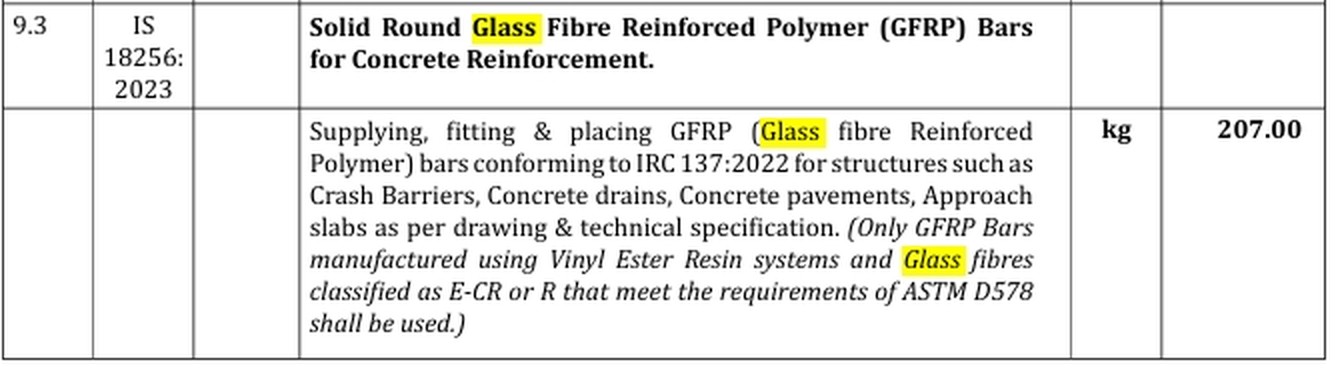 9.3
IS
18256:
2023
Solid Round Glass Fibre Reinforced Polymer (GFRP) Bars
for Concrete Reinforcement.
Supplying, fitting & placing GFRP (Glass fibre Reinforced
Polymer) bars conforming to IRC 137:2022 for structures such as
Crash Barriers, Concrete drains, Concrete pavements, Approach
slabs as per drawing & technical specification. (Only GFRP Bars
manufactured using Vinyl Ester Resin systems and Glass fibres
classified as E-CR or R that meet the requirements of ASTM D578
shall be used.)
kg
207.00